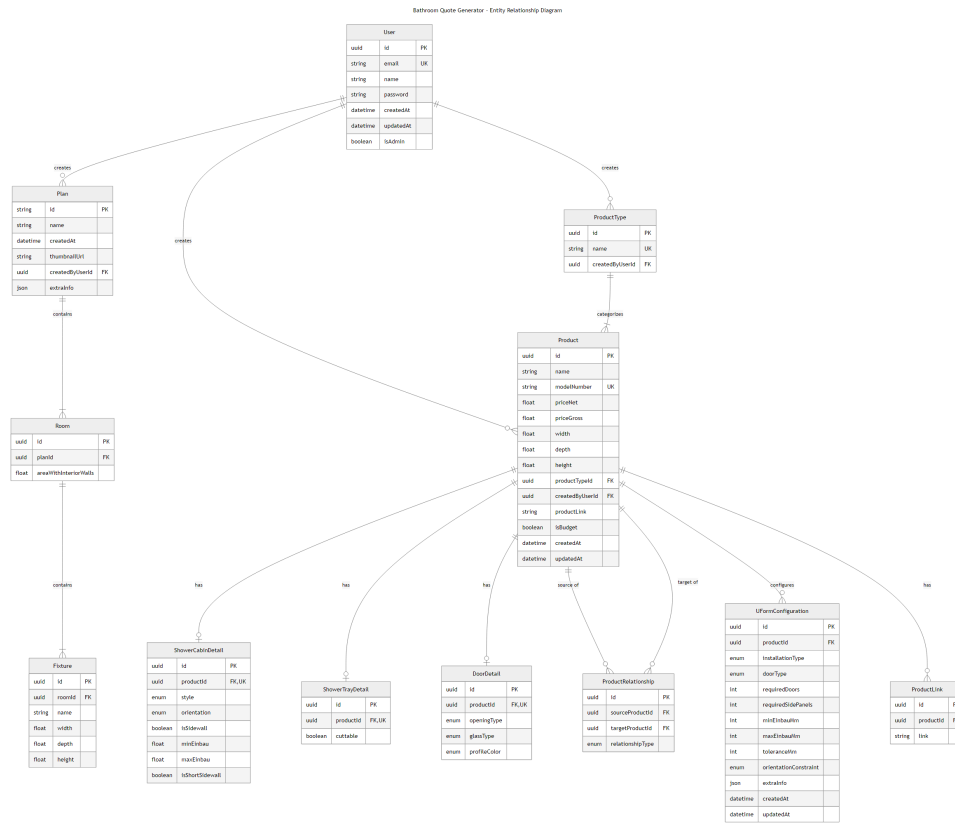 Bathroom Quote Generator - Entity Relationship Diagram
User
uuid id PK
string email UK
string name
string password
datetime createdAt
datetime updatedAt
boolean isAdmin
creates
creates
creates
Plan
string id PK
string name
datetime createdAt
string thumbnailUrl
uuid createdByUserId FK
json extraInfo
ProductType
uuid id PK
string name UK
uuid createdByUserId FK
contains
categorizes
Product
uuid id PK
string name
string modelNumber UK
float priceNet
float priceGross
float width
float depth
float height
uuid productTypeId FK
uuid createdByUserId FK
string productLink
boolean isBudget
datetime createdAt
datetime updatedAt
Room
uuid id PK
uuid planId FK
float areaWithInteriorWalls
contains
has
has
has
source of
target of
configures
has
Fixture
uuid id PK
uuid roomId FK
string name
float width
float depth
float height
ShowerCabinDetail
uuid id PK
uuid productId FK,UK
enum style
enum orientation
boolean isSidewall
float minEinbau
float maxEinbau
boolean isShortSidewall
ShowerTrayDetail
uuid id PK
uuid productId FK,UK
boolean cuttable
DoorDetail
uuid id PK
uuid productId FK,UK
enum openingType
enum glassType
enum profileColor
ProductRelationship
uuid id PK
uuid sourceProductId FK
uuid targetProductId FK
enum relationshipType
UFormConfiguration
uuid id PK
uuid productId FK
enum installationType
enum doorType
int requiredDoors
int requiredSidePanels
int minEinbauMm
int maxEinbauMm
int toleranceMm
enum orientationConstraint
json extraInfo
datetime createdAt
datetime updatedAt
ProductLink
uuid id
uuid productId
string link